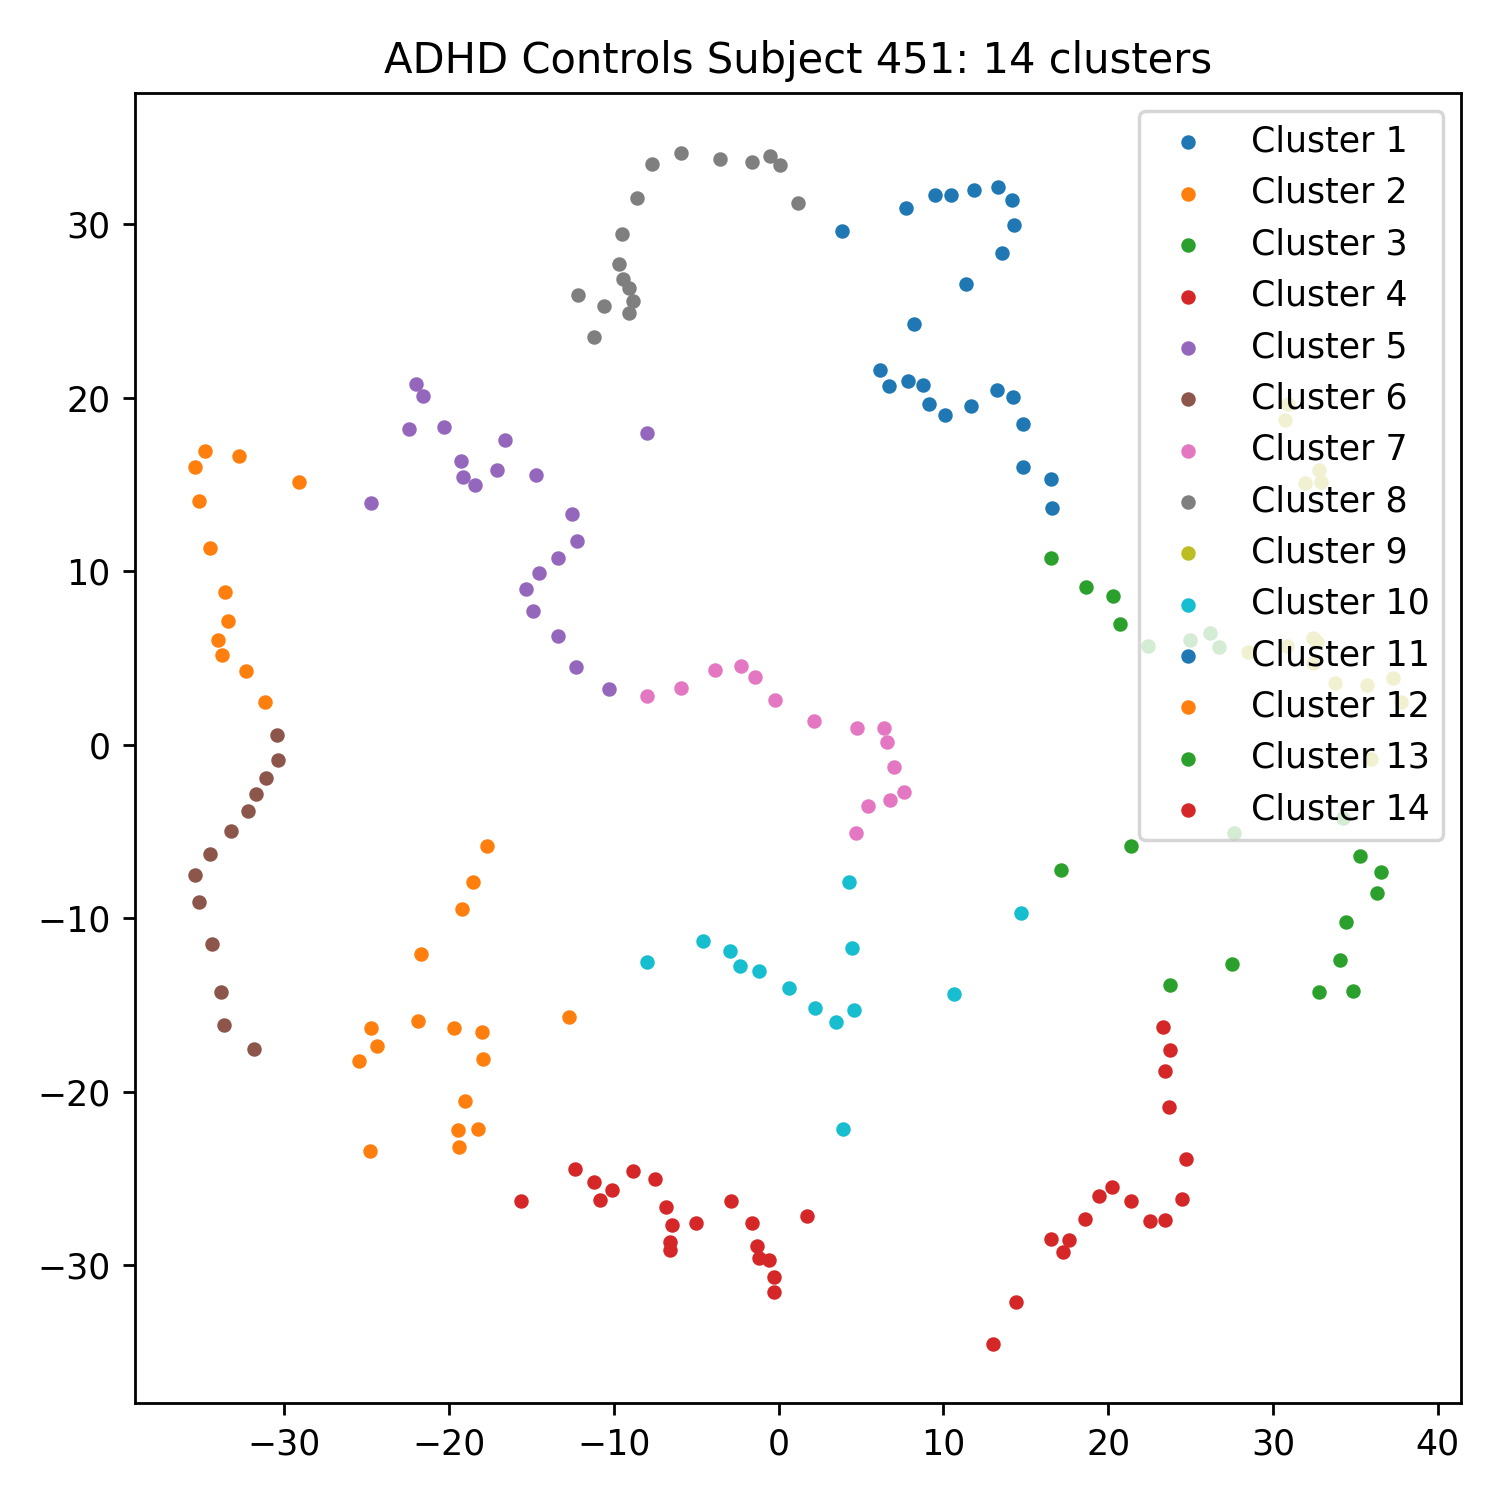 ADHD Controls Subject 451: 14 clusters
Cluster 1
Cluster 2
Cluster 3
Cluster 4
Cluster 5
Cluster 6
Cluster 7
Cluster 8
Cluster 9
Cluster 10
Cluster 11
Cluster 12
Cluster 13
Cluster 14
30
20
10
0
−10
−20
−30
−30 −20 −10 0 10 20 30 40